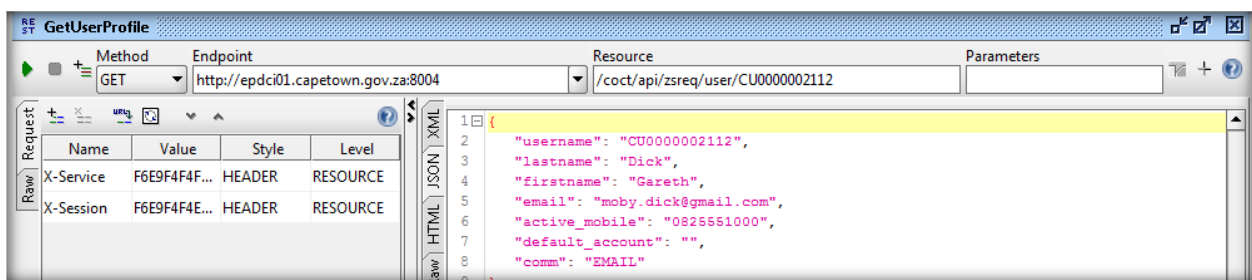 RE ST GetUserProfile
Method Endpoint Resource Parameters
GET http://epdci01.capetown.gov.za:8004 /coct/api/zsreq/user/CU0000002112
Request
Raw
Name Value Style Level
X-Service F6E9F4F4F... HEADER RESOURCE
X-Session F6E9F4F4E... HEADER RESOURCE
XML
JSON
HTML
1 {
2 "username": "CU0000002112",
3 "lastname": "Dick",
4 "firstname": "Gareth",
5 "email": "moby.dick@gmail.com",
6 "active_mobile": "0825551000",
7 "default_account": "",
8 "comm": "EMAIL"